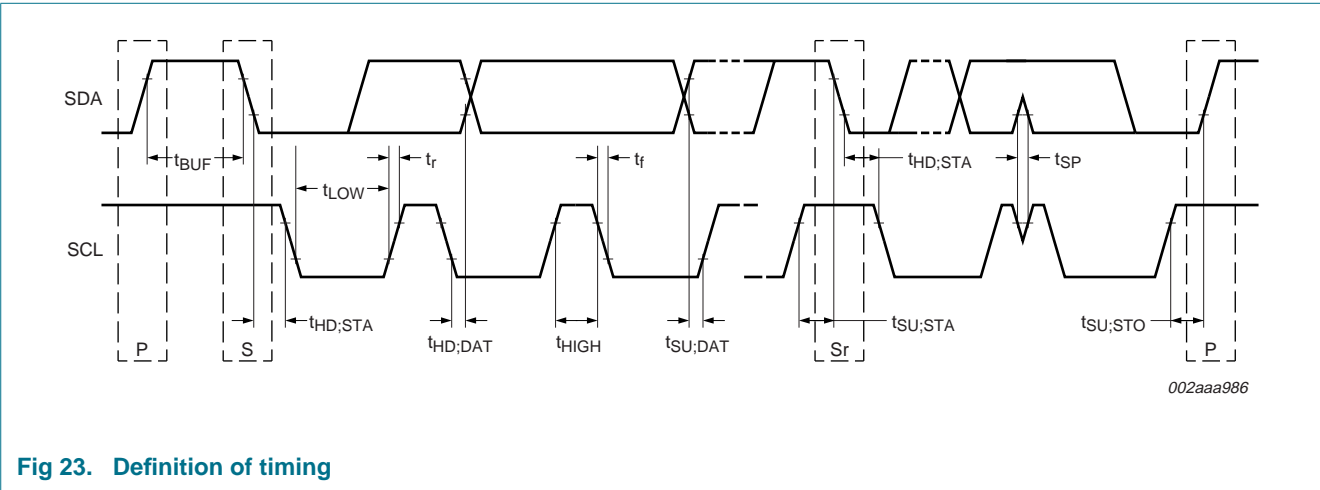 SDA
tBUF
tLOW
tr
tf
tHD;STA
tSP
SCL
tHD;STA
tHD;DAT
tHIGH
tSU;DAT
tSU;STA
tSU;STO
P
S
Sr
P
002aaa986
Fig 23. Definition of timing